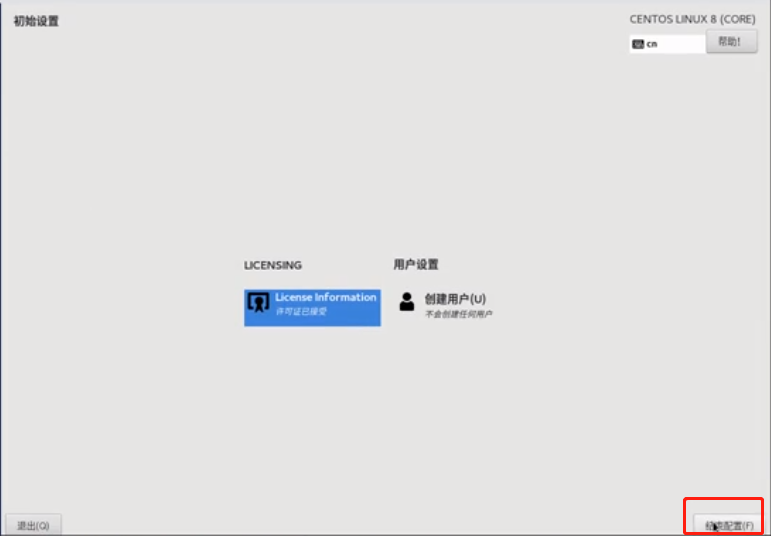 初始设置
CENTOS LINUX 8 (CORE)
cn
帮助!
LICENSING
用户设置
License Information
许可证已接受
创建用户(U)
不会创建任何用户
退出(Q)
结束配置(F)